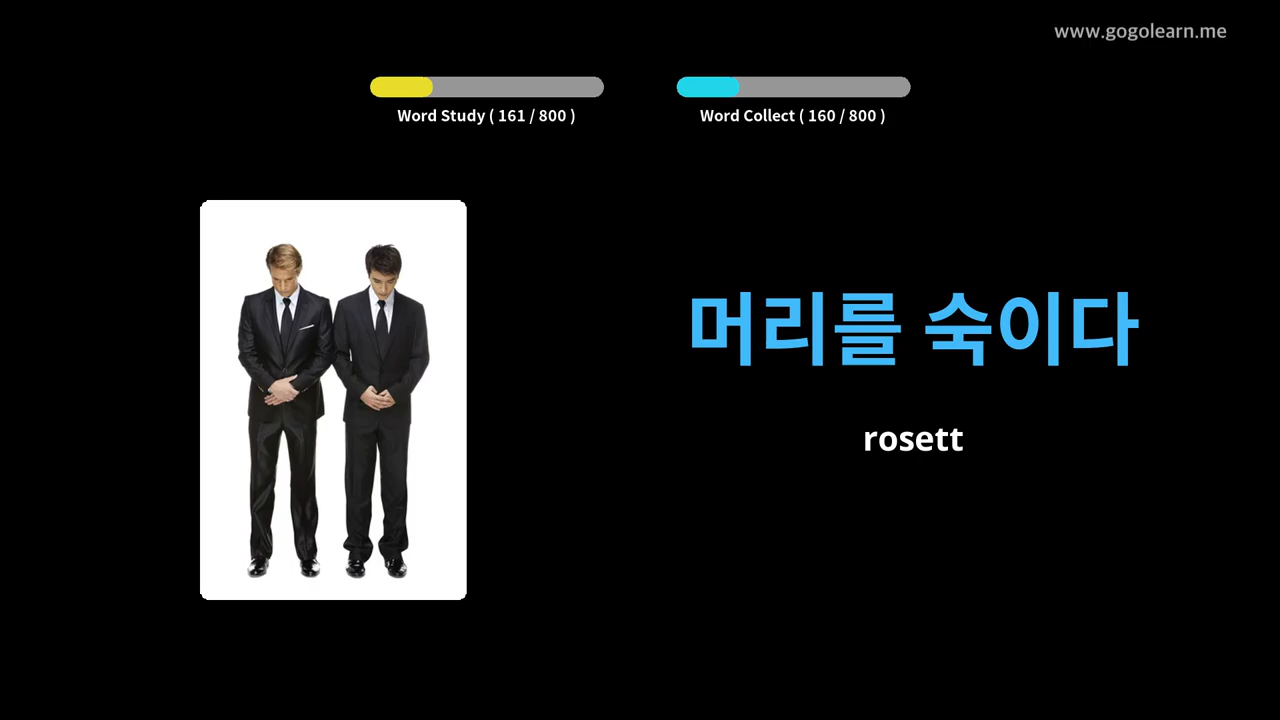 www.gogolearn.me
Word Study ( 161 / 800 )
Word Collect ( 160 / 800 )
머리를 숙이다
rosett